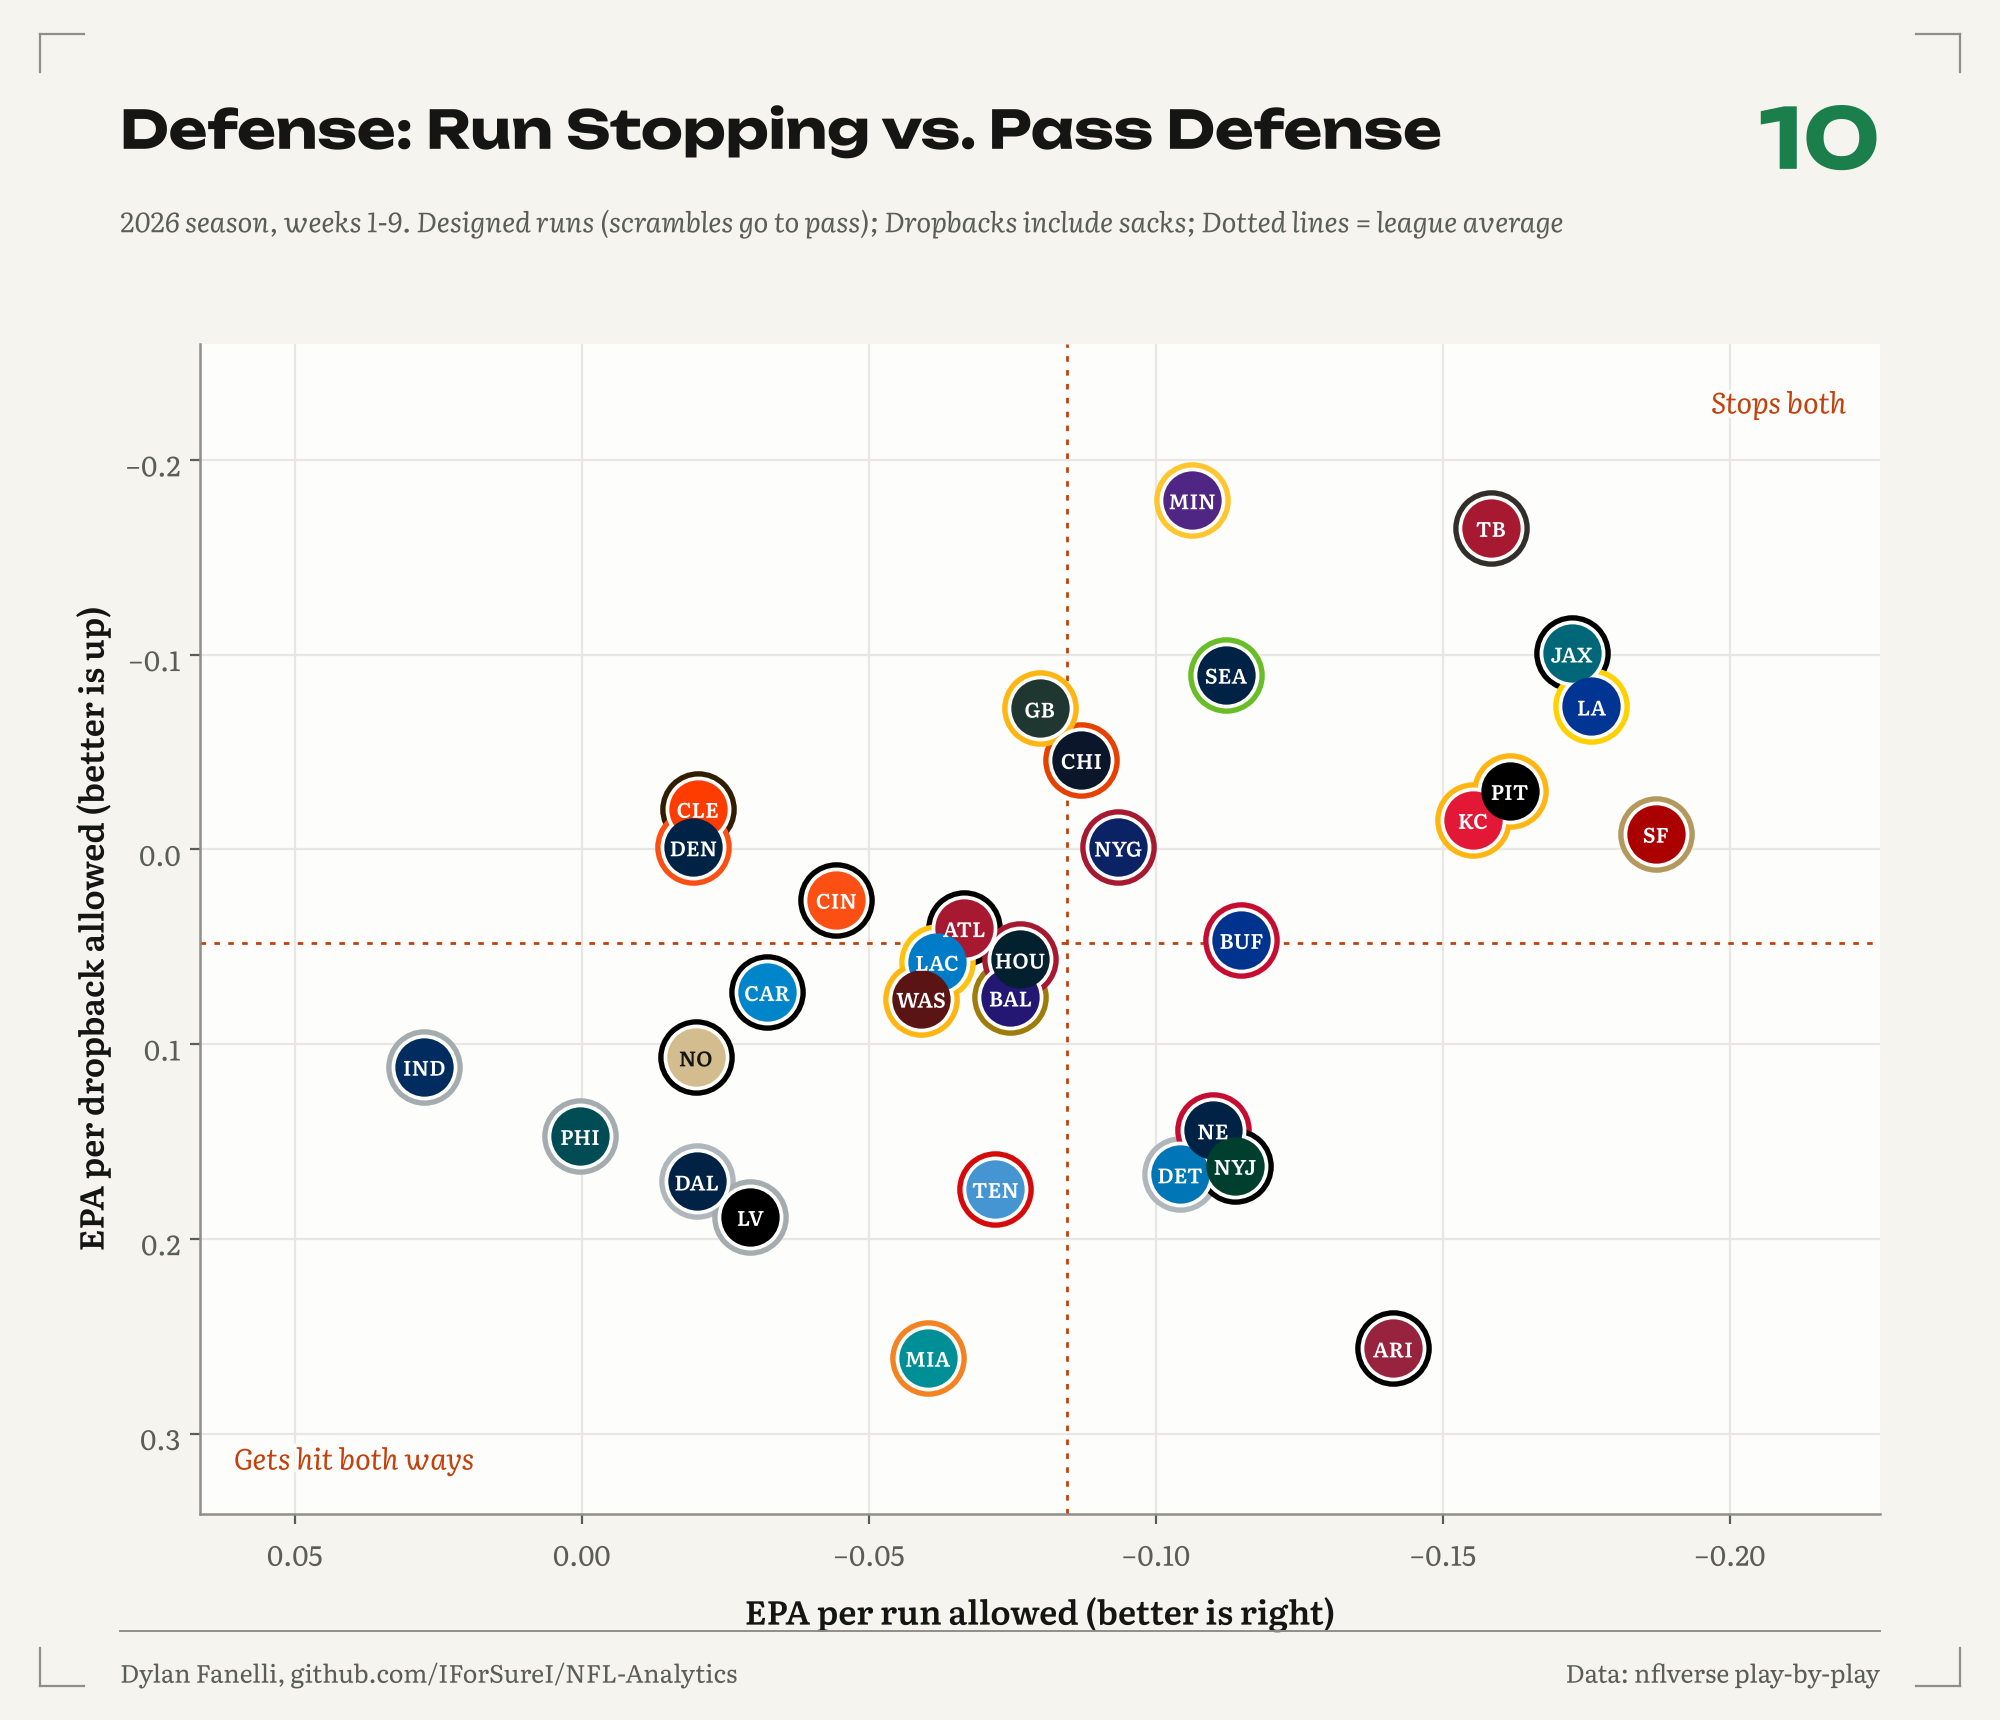 Defense: Run Stopping vs. Pass Defense
10
2026 season, weeks 1-9. Designed runs (scrambles go to pass); Dropbacks include sacks; Dotted lines = league average
Stops both
−0.2
MIN
TB
−0.1
JAX
SEA
LA
GB
CHI
PIT
CLE
KC
SF
0.0
DEN
NYG
CIN
ATL
BUF
HOU
LAC
CAR
WAS
BAL
0.1
NO
IND
NE
PHI
NYJ
DET
DAL
TEN
LV
0.2
ARI
MIA
0.3
Gets hit both ways
EPA per dropback allowed (better is up)
0.05
0.00
−0.05
−0.10
−0.15
−0.20
EPA per run allowed (better is right)
Dylan Fanelli, github.com/IForSureI/NFL-Analytics
Data: nflverse play-by-play